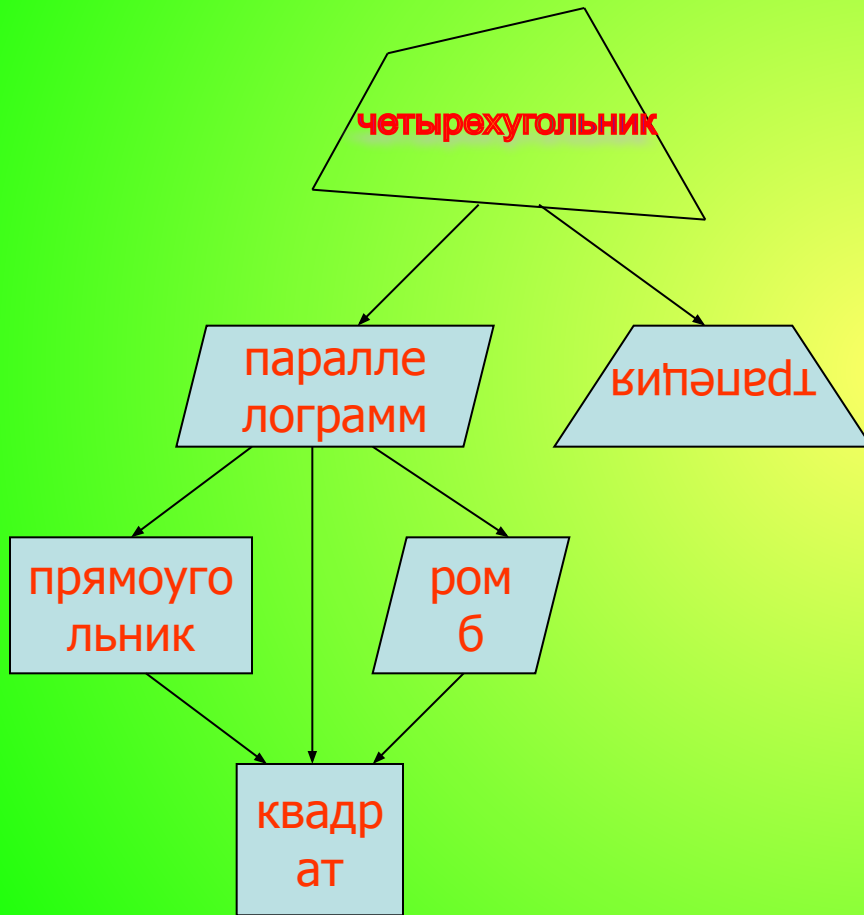 четырехугольник
паралле
лограмм
трапеция
прямоуго
льник
ром
б
квадр
ат